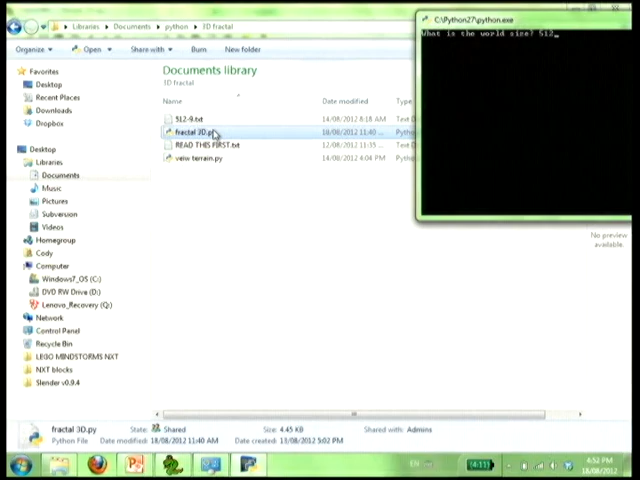 Libraries Documents python 3D fractal
C:\Python27\python.exe
What is the world size? 512_
Organize Open Share with Burn New folder
Favorites
Desktop
Recent Places
Downloads
Dropbox
Desktop
Libraries
Documents
Music
Pictures
Subversion
Videos
Homegroup
Cody
Computer
Windows7_OS (C:)
DVD RW Drive (D:)
Lenovo_Recovery (Q:)
Network
Control Panel
Recycle Bin
LEGO MINDSTORMS NXT
NXT blocks
Slender v0.9.4
Documents library
3D fractal
Name Date modified Type
512-9.txt 14/08/2012 8:18 AM Text D
fractal 3D.py 18/08/2012 11:40 ... Pytho
READ THIS FIRST.txt 12/08/2012 11:35 ... Text D
veiw terrain.py 14/08/2012 4:04 PM Pytho
No preview
available.
fractal 3D.py State: Shared Size: 4.45 KB Shared with: Admins
Python File Date modified: 18/08/2012 11:40 AM Date created: 13/08/2012 5:02 PM
EN (4:11) 4:52 PM
18/08/2012